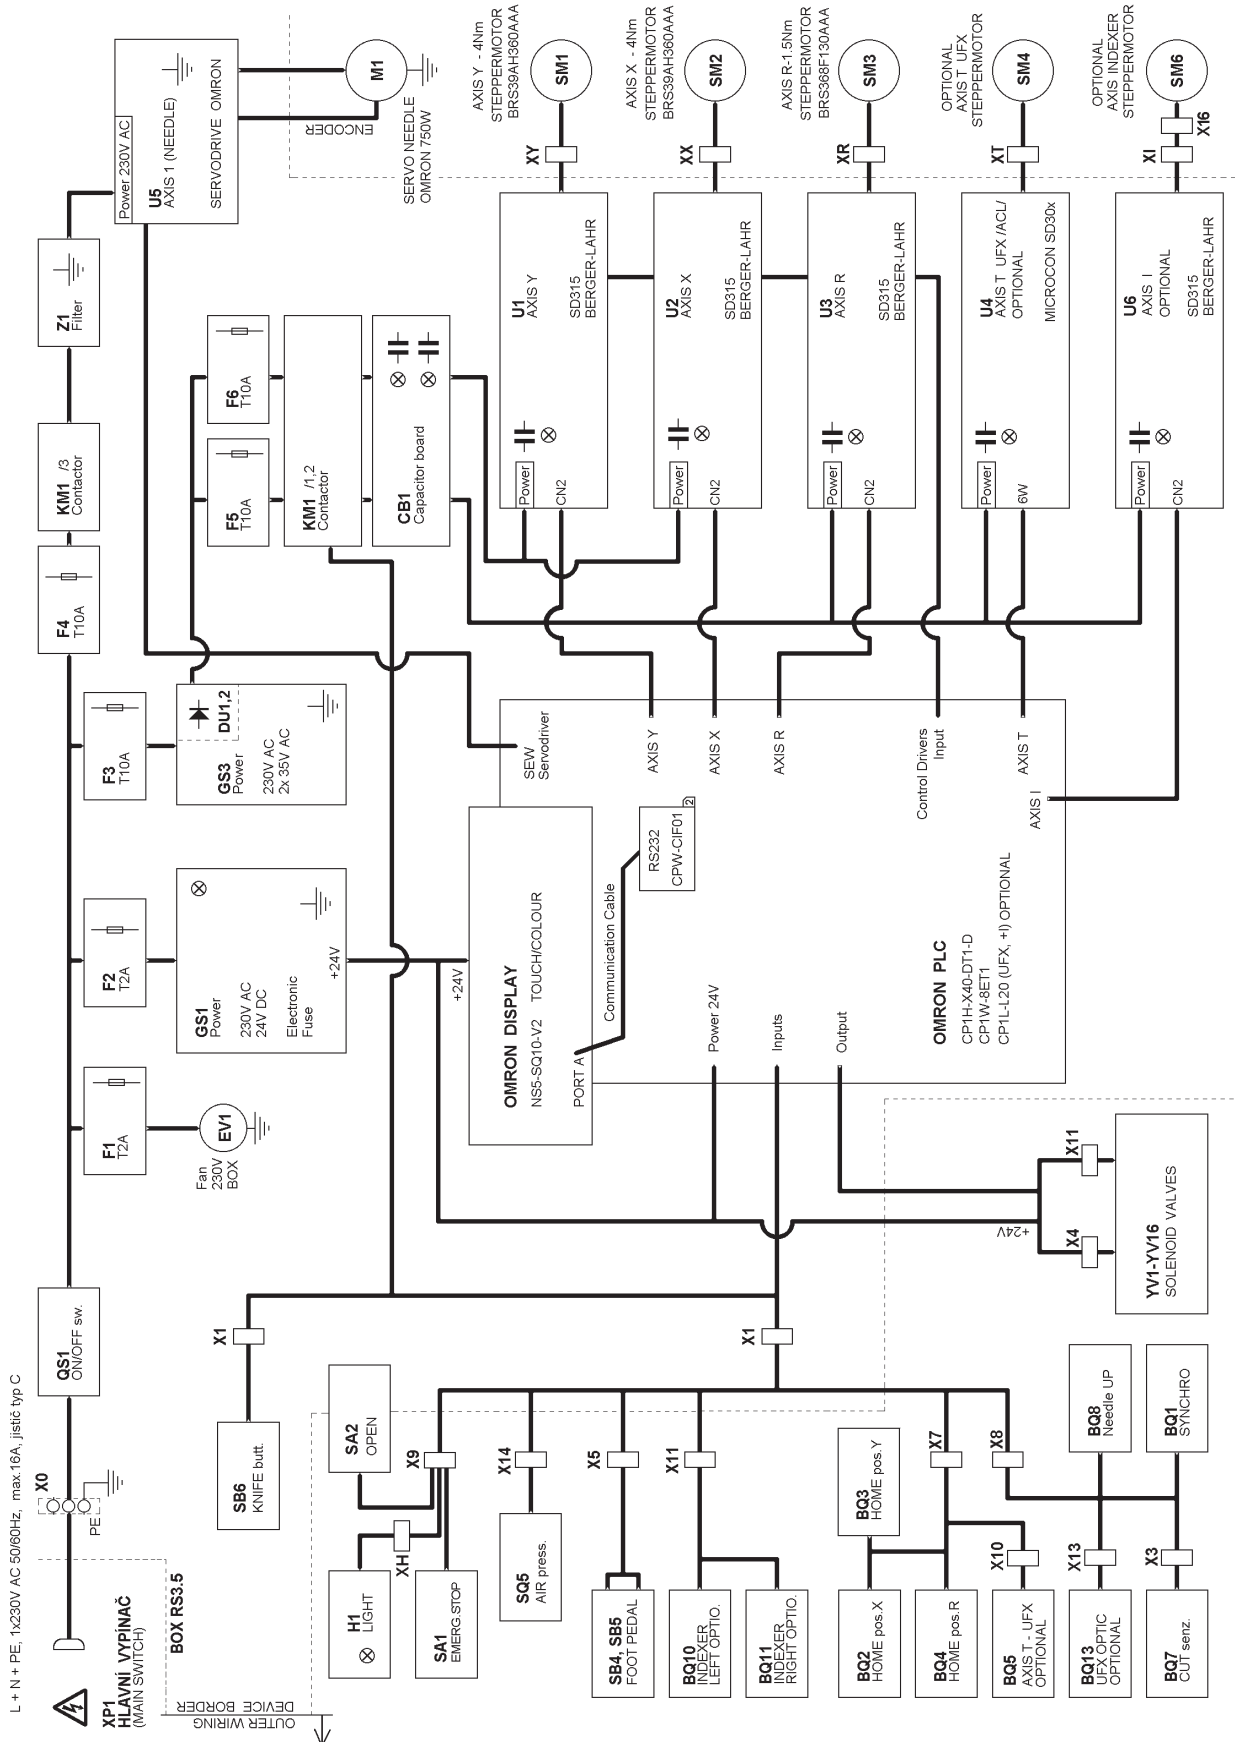 L + N + PE, 1x230V AC 50/60Hz, max.16A, jistič typ C
XP1
HLAVNÍ VYPÍNAČ
(MAIN SWITCH)
BOX RS3.5
OUTER WIRING
DEVICE BORDER
X0
PE
QS1
ON/OFF sw.
F1
T2A
Fan
230V
BOX
EV1
F2
T2A
GS1
Power
230V AC
24V DC
Electronic
Fuse
+24V
F3
T10A
GS3
Power
230V AC
2x 35V AC
DU1,2
F4
T10A
KM1 /3
Contactor
Z1
Filter
Power 230V AC
U5
AXIS 1 (NEEDLE)
SERVODRIVE OMRON
M1
ENCODER
SERVO NEEDLE
OMRON 750W
F5
T10A
F6
T10A
KM1 /1,2
Contactor
CB1
Capacitor board
U1
AXIS Y
SD315
BERGER-LAHR
Power
CN2
XY
SM1
AXIS Y - 4Nm
STEPPERMOTOR
BRS39AH360AAA
U2
AXIS X
SD315
BERGER-LAHR
Power
CN2
XX
SM2
AXIS X - 4Nm
STEPPERMOTOR
BRS39AH360AAA
U3
AXIS R
SD315
BERGER-LAHR
Power
CN2
XR
SM3
AXIS R-1.5Nm
STEPPERMOTOR
BRS368F130AAA
U4
AXIS T UFX /ACL/
OPTIONAL
MICROCON SD30x
Power
6W
XT
SM4
OPTIONAL
AXIS T UFX
STEPPERMOTOR
U6
AXIS I
OPTIONAL
SD315
BERGER-LAHR
Power
CN2
XI
X16
SM6
OPTIONAL
AXIS INDEXER
STEPPERMOTOR
+24V
OMRON DISPLAY
NS5-SQ10-V2 TOUCH/COLOUR
PORT A
Communication Cable
RS232
CPW-CIF01
2
SEW
Servodriver
AXIS Y
AXIS X
AXIS R
Control Drivers
Input
AXIS T
AXIS I
Power 24V
Inputs
Output
OMRON PLC
CP1H-X40-DT1-D
CP1W-8ET1
CP1L-L20 (UFX, +I) OPTIONAL
+24V
X4
X11
YV1-YV16
SOLENOID VALVES
X1
SB6
KNIFE butt.
X1
SA2
OPEN
X9
XH
H1
LIGHT
SA1
EMERG.STOP
X14
SQ5
AIR press.
X5
SB4, SB5
FOOT PEDAL
X11
BQ10
INDEXER
LEFT OPTIO.
BQ11
INDEXER
RIGHT OPTIO.
BQ3
HOME pos.Y
BQ2
HOME pos.X
X7
BQ4
HOME pos.R
X10
BQ5
AXIS T - UFX
OPTIONAL
X8
BQ8
Needle UP
X13
BQ13
UFX OPTIC
OPTIONAL
BQ1
SYNCHRO
X3
BQ7
CUT senz.